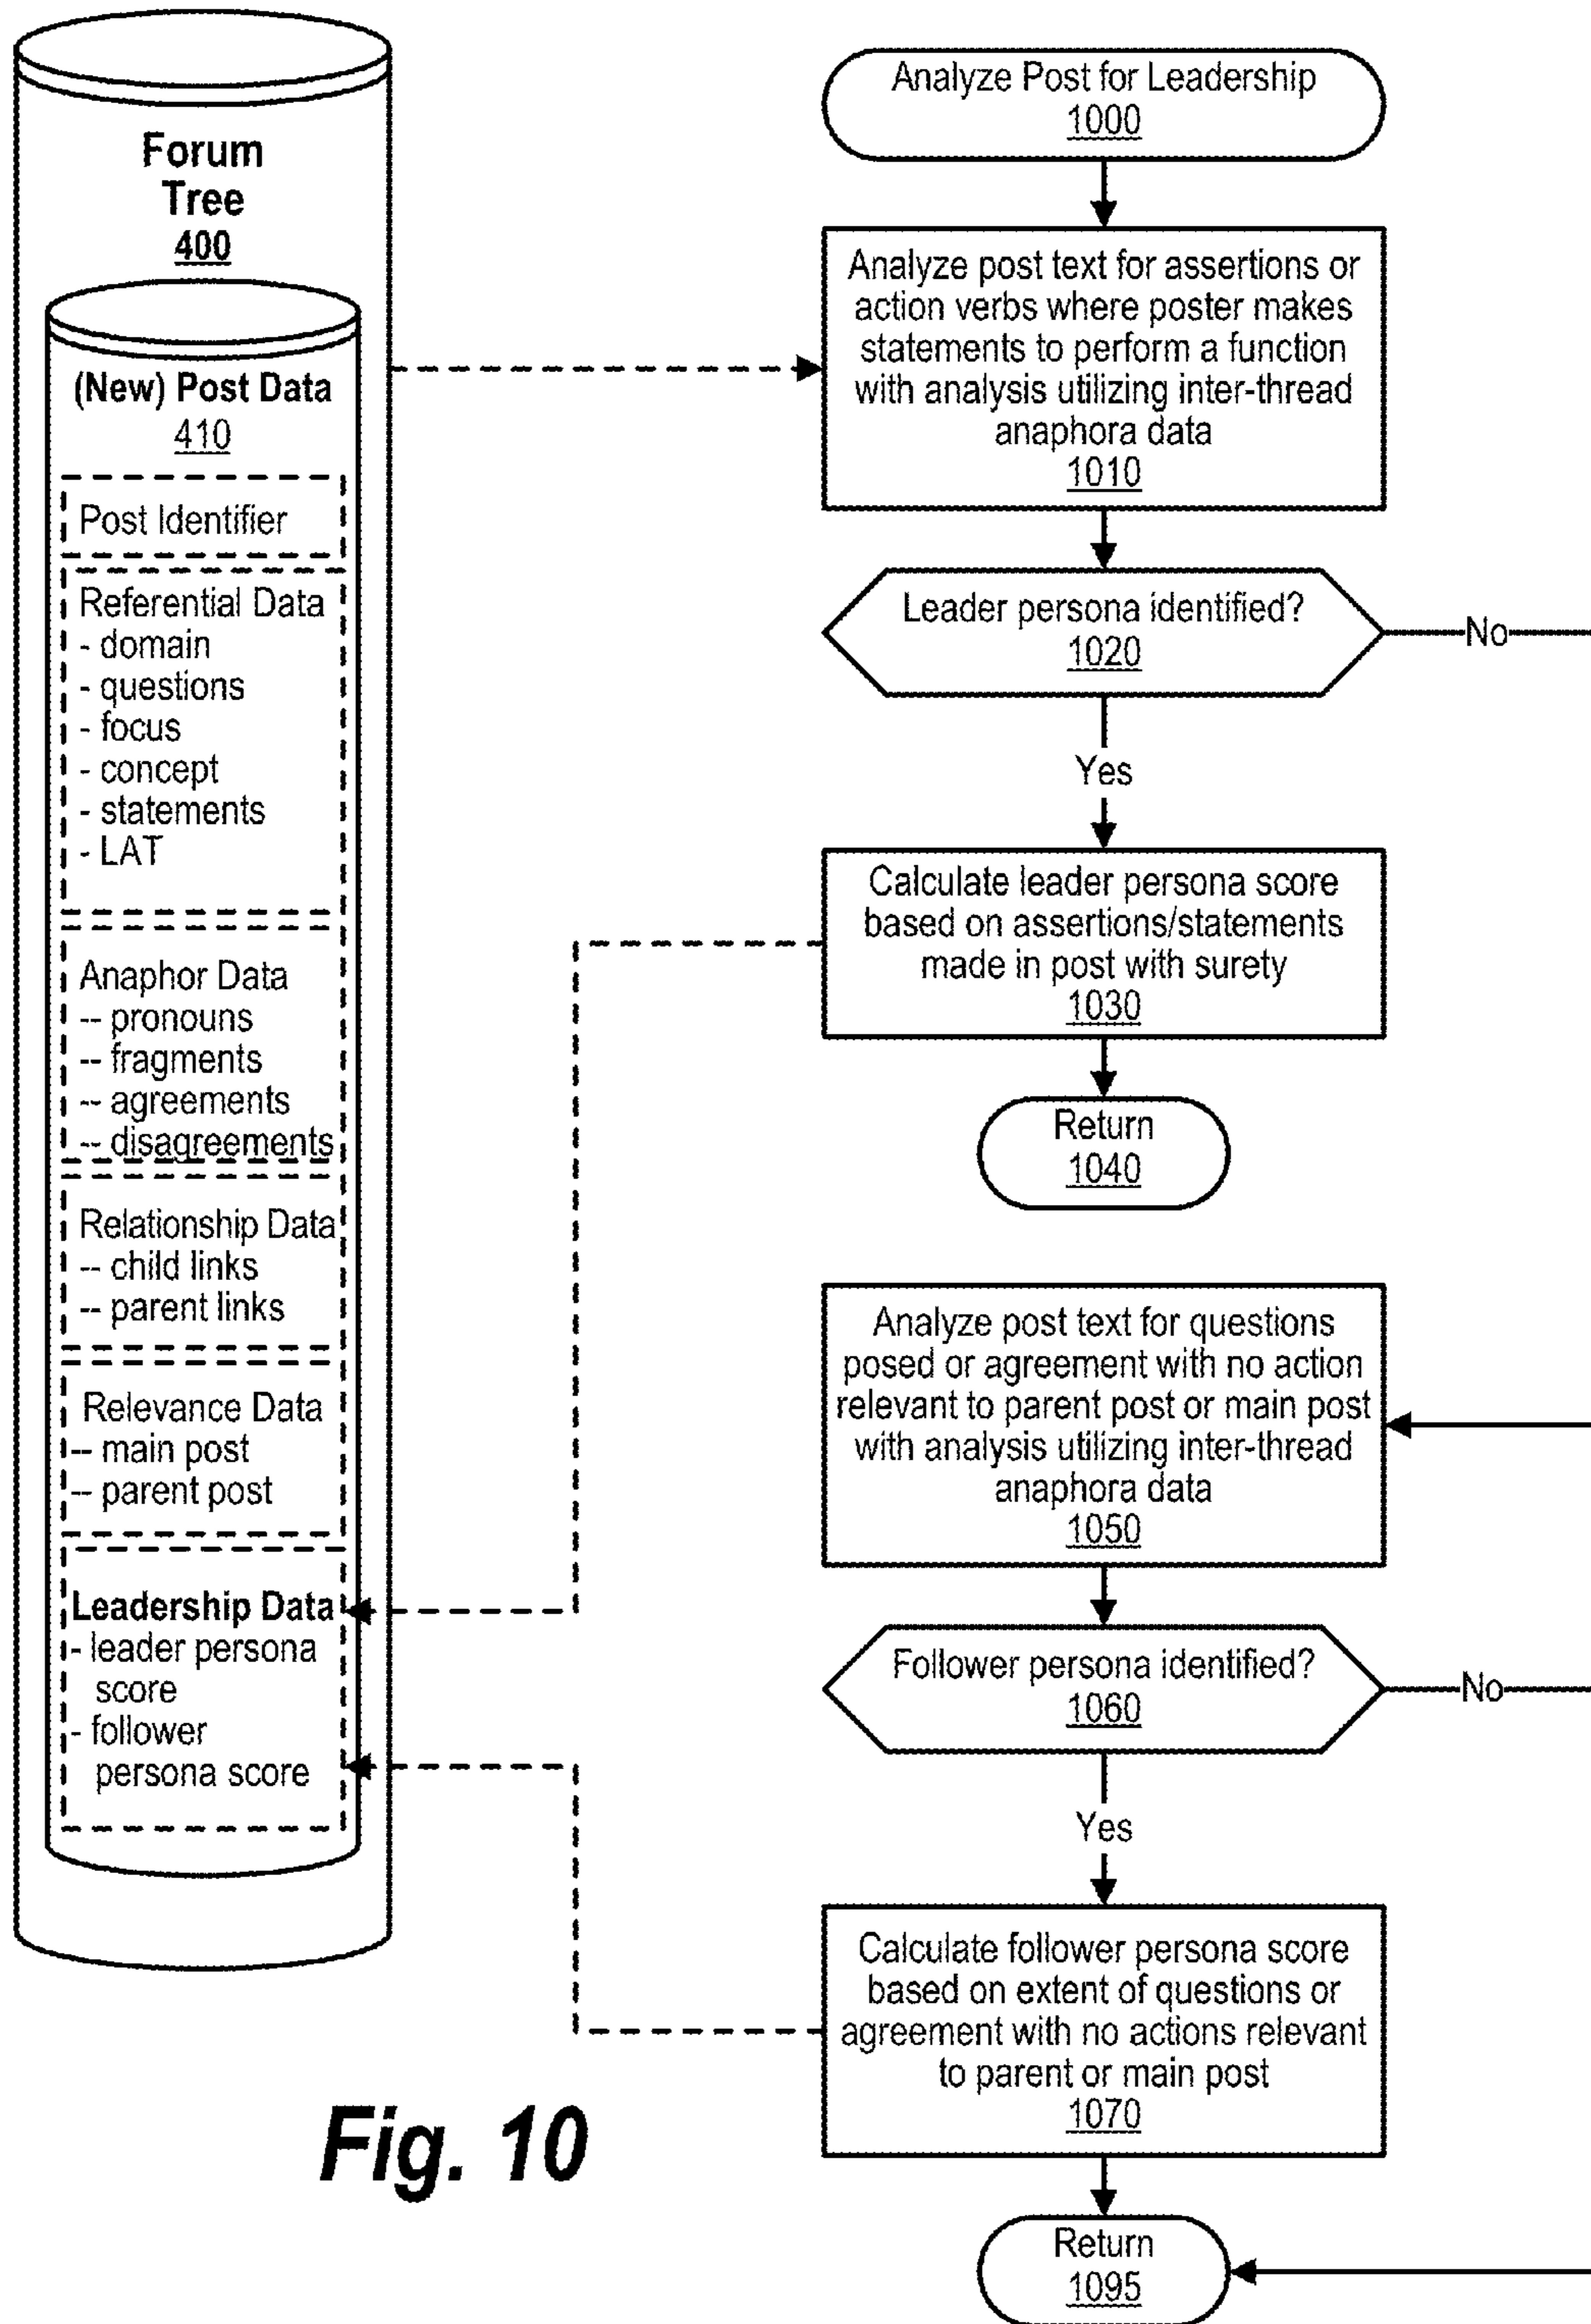 Forum
Tree
400
(New) Post Data
410
Post Identifier
Referential Data
- domain
- questions
- focus
- concept
- statements
- LAT
Anaphor Data
-- pronouns
-- fragments
-- agreements
-- disagreements
Relationship Data
-- child links
-- parent links
Relevance Data
-- main post
-- parent post
Leadership Data
- leader persona
score
- follower
persona score
Analyze Post for Leadership
1000
Analyze post text for assertions or
action verbs where poster makes
statements to perform a function
with analysis utilizing inter-thread
anaphora data
1010
Leader persona identified?
1020
No
Yes
Calculate leader persona score
based on assertions/statements
made in post with surety
1030
Return
1040
Analyze post text for questions
posed or agreement with no action
relevant to parent post or main post
with analysis utilizing inter-thread
anaphora data
1050
Follower persona identified?
1060
No
Yes
Calculate follower persona score
based on extent of questions or
agreement with no actions relevant
to parent or main post
1070
Return
1095
Fig. 10